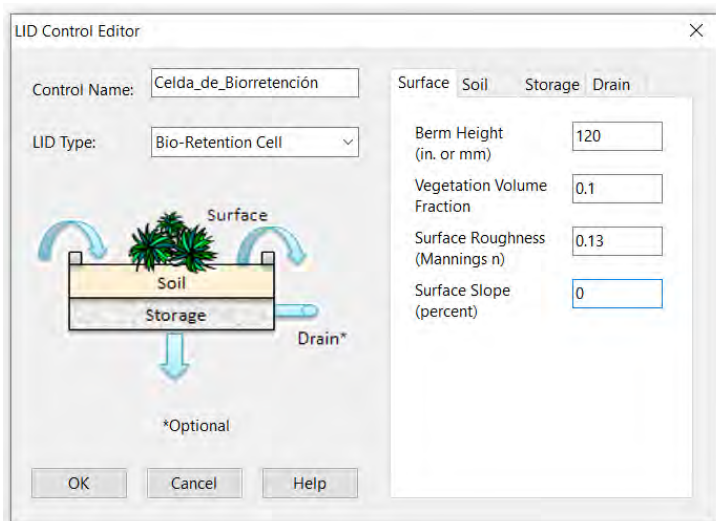 LID Control Editor
Control Name:
Celda_de_Biorretención
LID Type:
Bio-Retention Cell
Surface
Soil
Storage
Drain*
*Optional
OK
Cancel
Help
Surface
Soil
Storage
Drain
Berm Height
(in. or mm)
120
Vegetation Volume
Fraction
0.1
Surface Roughness
(Mannings n)
0.13
Surface Slope
(percent)
0